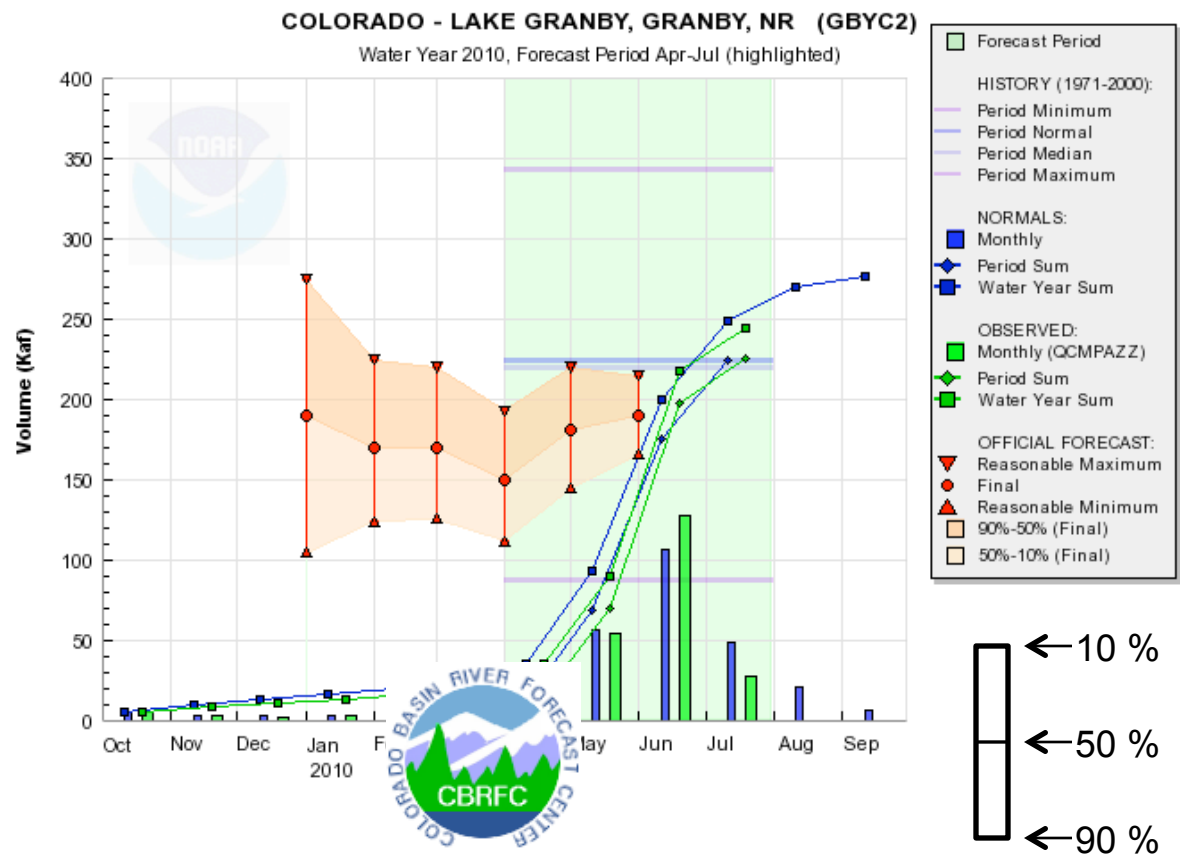 COLORADO - LAKE GRANBY, GRANBY, NR (GBYC2)
Water Year 2010, Forecast Period Apr-Jul (highlighted)
Volume (Kaf)
400
350
300
250
200
150
100
50
0
NOAA
Oct Nov Dec Jan F May Jun Jul Aug Sep
2010
COLORADO BASIN RIVER FORECAST CENTER
CBRFC
Forecast Period
HISTORY (1971-2000):
Period Minimum
Period Normal
Period Median
Period Maximum
NORMALS:
Monthly
Period Sum
Water Year Sum
OBSERVED:
Monthly (QCMPAZZ)
Period Sum
Water Year Sum
OFFICIAL FORECAST:
Reasonable Maximum
Final
Reasonable Minimum
90%-50% (Final)
50%-10% (Final)
10 %
50 %
90 %